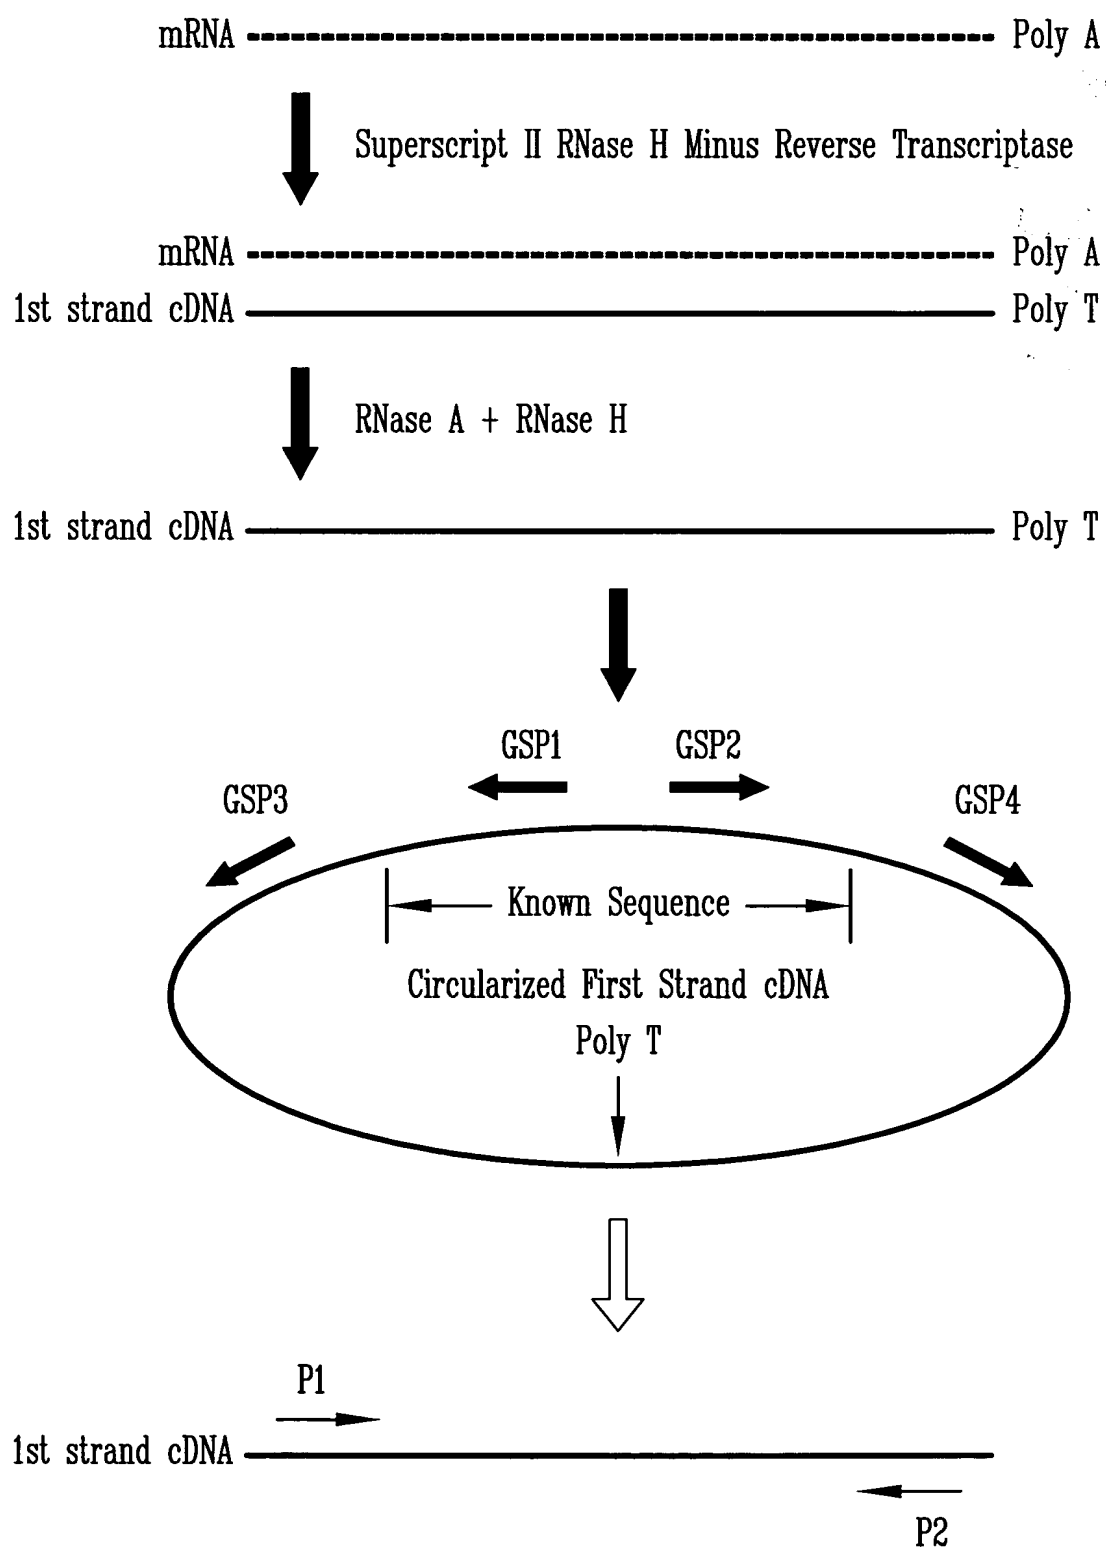 mRNA Poly A
Superscript II RNase H Minus Reverse Transcriptase
mRNA Poly A
1st strand cDNA Poly T
RNase A + RNase H
1st strand cDNA Poly T
GSP1 GSP2
GSP3 GSP4
Known Sequence
Circularized First Strand cDNA
Poly T
P1
1st strand cDNA
P2